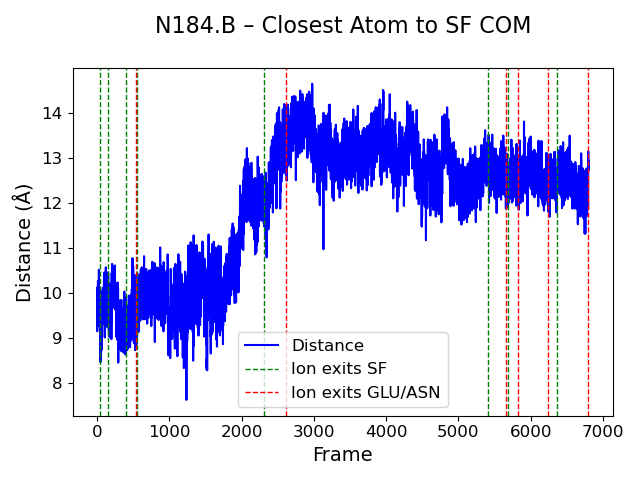 N184.B – Closest Atom to SF COM
Distance (Å)
14
13
12
11
10
9
8
Distance
Ion exits SF
Ion exits GLU/ASN
0 1000 2000 3000 4000 5000 6000 7000
Frame